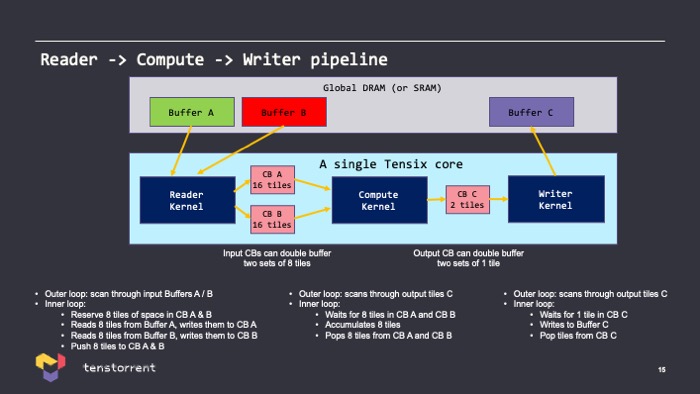 Reader -> Compute -> Writer pipeline
Global DRAM (or SRAM)
Buffer A
Buffer B
Buffer C
A single Tensix core
Reader
Kernel
CB A
16 tiles
CB B
16 tiles
Compute
Kernel
CB C
2 tiles
Writer
Kernel
Input CBs can double buffer
two sets of 8 tiles
Output CB can double buffer
two sets of 1 tile
• Outer loop: scan through input Buffers A / B
• Inner loop:
• Reserve 8 tiles of space in CB A & B
• Reads 8 tiles from Buffer A, writes them to CB A
• Reads 8 tiles from Buffer B, writes them to CB B
• Push 8 tiles to CB A & B
• Outer loop: scans through output tiles C
• Inner loop:
• Waits for 8 tiles in CB A and CB B
• Accumulates 8 tiles
• Pops 8 tiles from CB A and CB B
• Outer loop: scans through output tiles C
• Inner loop:
• Waits for 1 tile in CB C
• Writes to Buffer C
• Pop tiles from CB C
tenstorrent
15